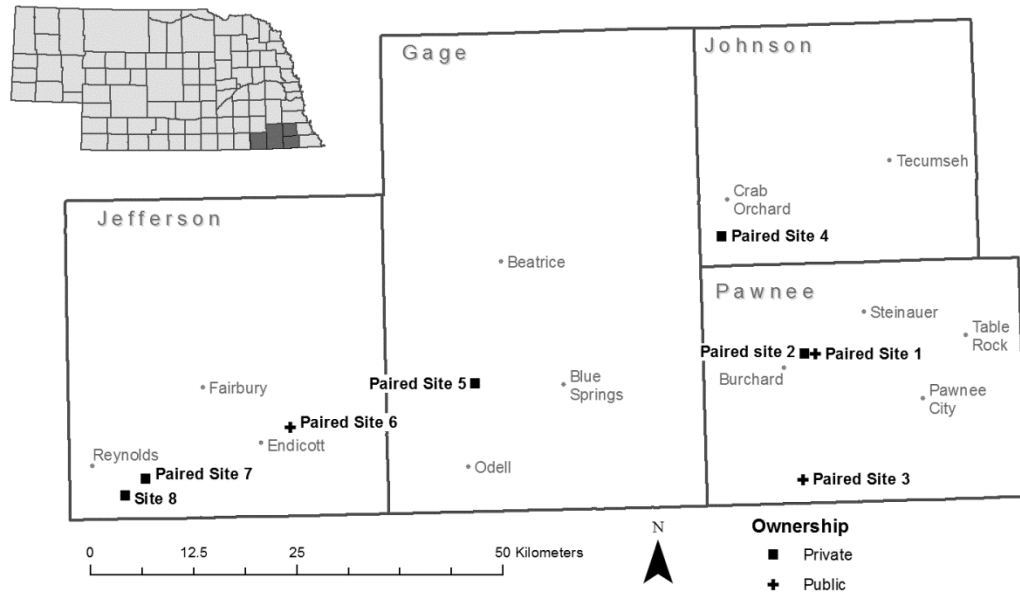 Gage
Johnson
Tecumseh
Crab
Orchard
Paired Site 4
Jefferson
Beatrice
Pawnee
Steinauer
Table
Rock
Paired site 2
Paired Site 1
Burchard
Pawnee
City
Fairbury
Paired Site 5
Blue
Springs
Paired Site 6
Endicott
Reynolds
Paired Site 7
Site 8
Odell
Paired Site 3
0 12.5 25 50 Kilometers
N
Ownership
Private
Public